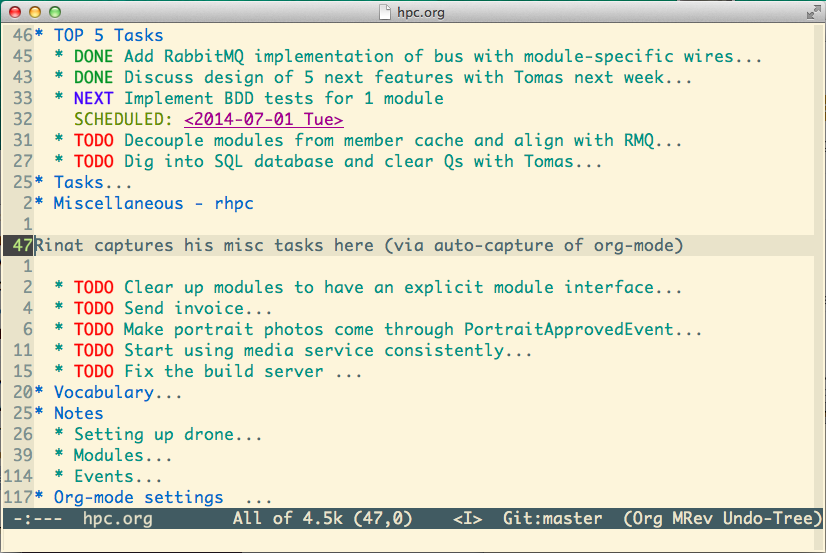 hpc.org
46* TOP 5 Tasks
45 * DONE Add RabbitMQ implementation of bus with module-specific wires...
43 * DONE Discuss design of 5 next features with Tomas next week...
33 * NEXT Implement BDD tests for 1 module
32 SCHEDULED: <2014-07-01 Tue>
31 * TODO Decouple modules from member cache and align with RMQ...
27 * TODO Dig into SQL database and clear Qs with Tomas...
25* Tasks...
2* Miscellaneous - rhpc
1
47 Rinat captures his misc tasks here (via auto-capture of org-mode)
1
2 * TODO Clear up modules to have an explicit module interface...
4 * TODO Send invoice...
6 * TODO Make portrait photos come through PortraitApprovedEvent...
11 * TODO Start using media service consistently...
15 * TODO Fix the build server ...
20* Vocabulary...
25* Notes
26 * Setting up drone...
39 * Modules...
114 * Events...
117* Org-mode settings ...
-:--- hpc.org All of 4.5k (47,0) <I> Git:master (Org MRev Undo-Tree)